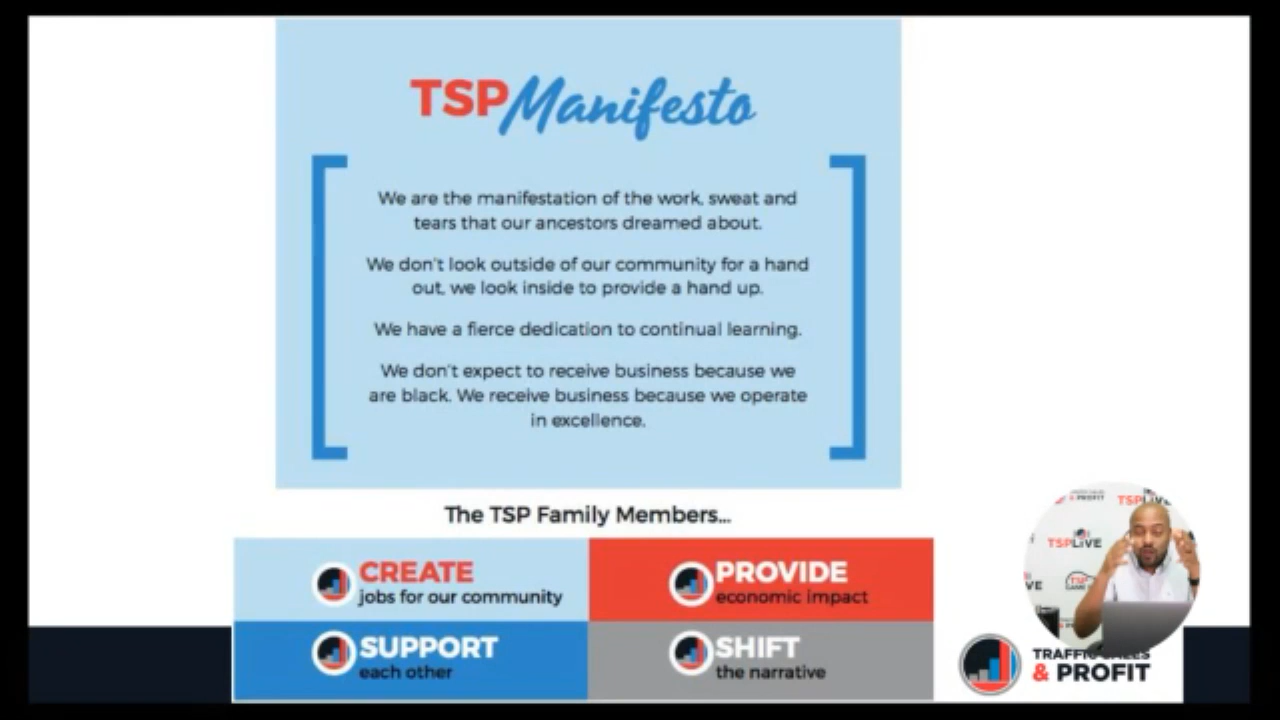 TSP Manifesto
We are the manifestation of the work, sweat and
tears that our ancestors dreamed about.
We don't look outside of our community for a hand
out, we look inside to provide a hand up.
We have a fierce dedication to continual learning.
We don't expect to receive business because we
are black. We receive business because we operate
in excellence.
The TSP Family Members...
CREATE
jobs for our community
PROVIDE
economic impact
SUPPORT
each other
SHIFT
the narrative
& PROFIT
TSPLIVE
TSPLIVE
TRAFFIC SALES
& PROFIT